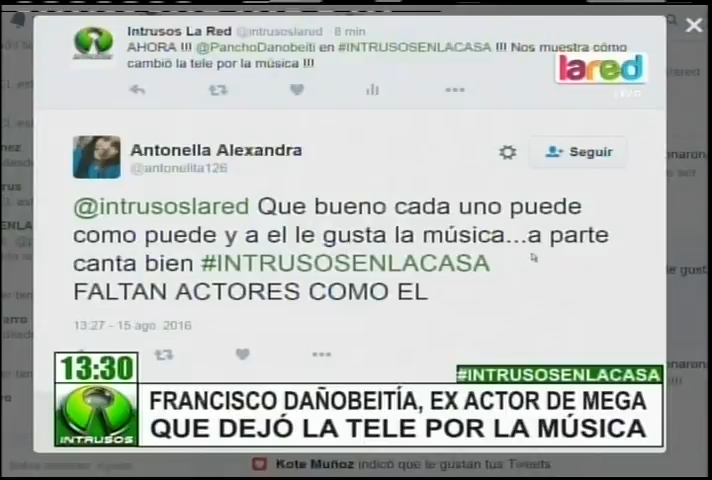 Intrusos La Red @intrusoslared · 8 min
AHORA !!! @PanchoDanobeiti en #INTRUSOSENLACASA !!! Nos muestra cómo
cambió la tele por la música !!!
lared
Antonella Alexandra
@antonelita126
Seguir
@intrusoslared Que bueno cada uno puede
como puede y a el le gusta la música...a parte
canta bien #INTRUSOSENLACASA
FALTAN ACTORES COMO EL
13:27 - 15 ago. 2016
13:30
#INTRUSOSENLACASA
INTRUSOS
FRANCISCO DAÑOBEITÍA, EX ACTOR DE MEGA
QUE DEJÓ LA TELE POR LA MÚSICA
Kote Muñoz indicó que le gustan tus Tweets